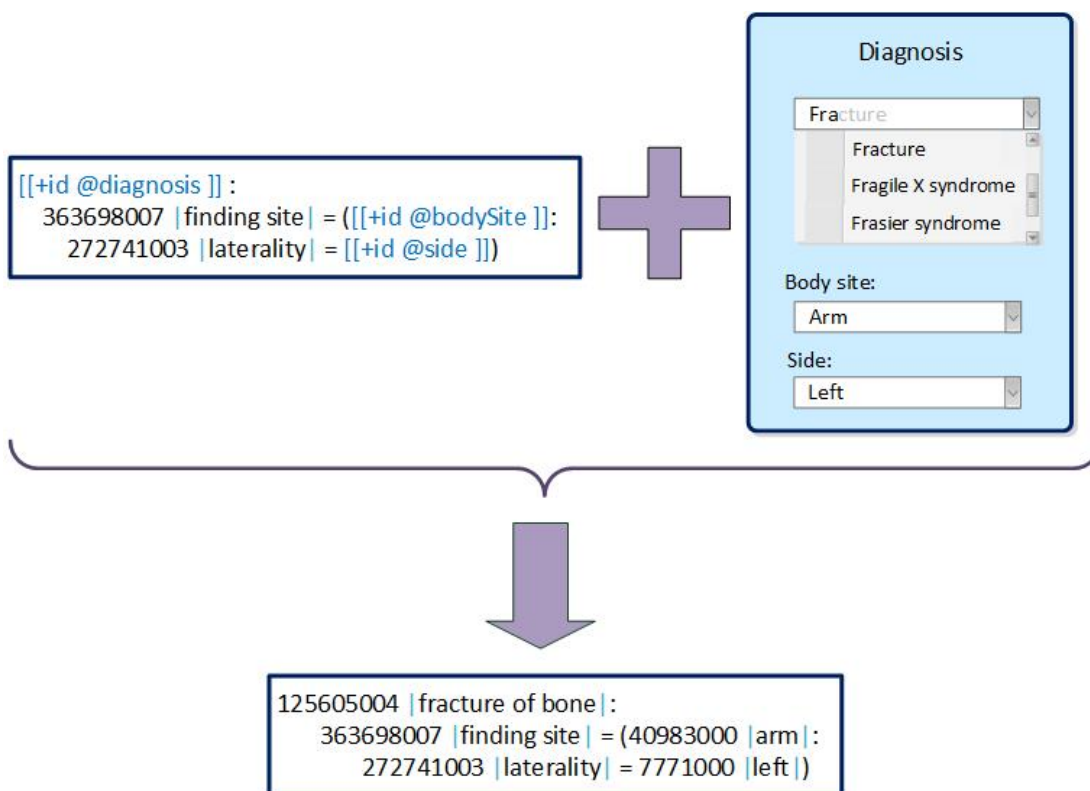 [[+id @diagnosis ]] :
363698007 |finding site| = ([[+id @bodySite ]]:
272741003 |laterality| = [[+id @side ]])
Diagnosis
Fracture
Fracture
Fragile X syndrome
Frasier syndrome
Body site:
Arm
Side:
Left
125605004 |fracture of bone|:
363698007 |finding site| = (40983000 |arm|:
272741003 |laterality| = 7771000 |left|)